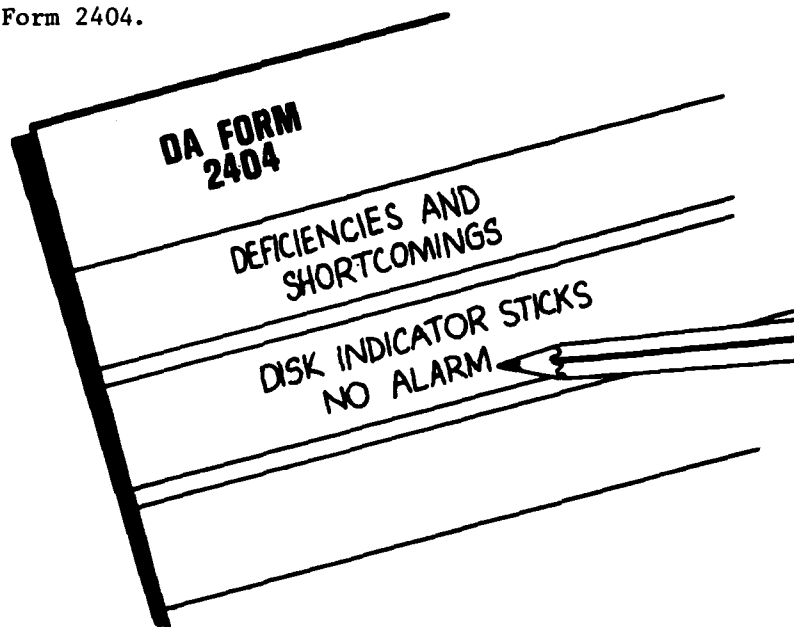 Form 2404.
DA FORM
2404
DEFICIENCIES AND
SHORTCOMINGS
DISK INDICATOR STICKS
NO ALARM